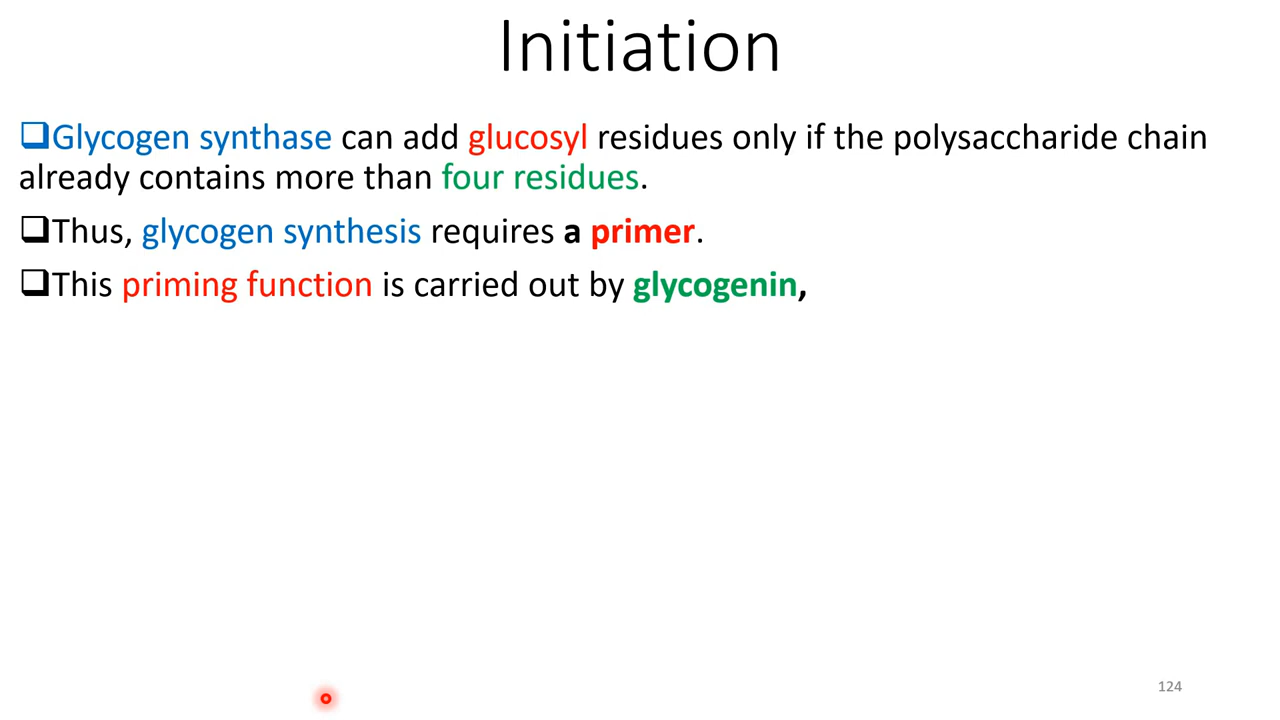 Initiation
❑Glycogen synthase can add glucosyl residues only if the polysaccharide chain
already contains more than four residues.
❑Thus, glycogen synthesis requires a primer.
❑This priming function is carried out by glycogenin,
124